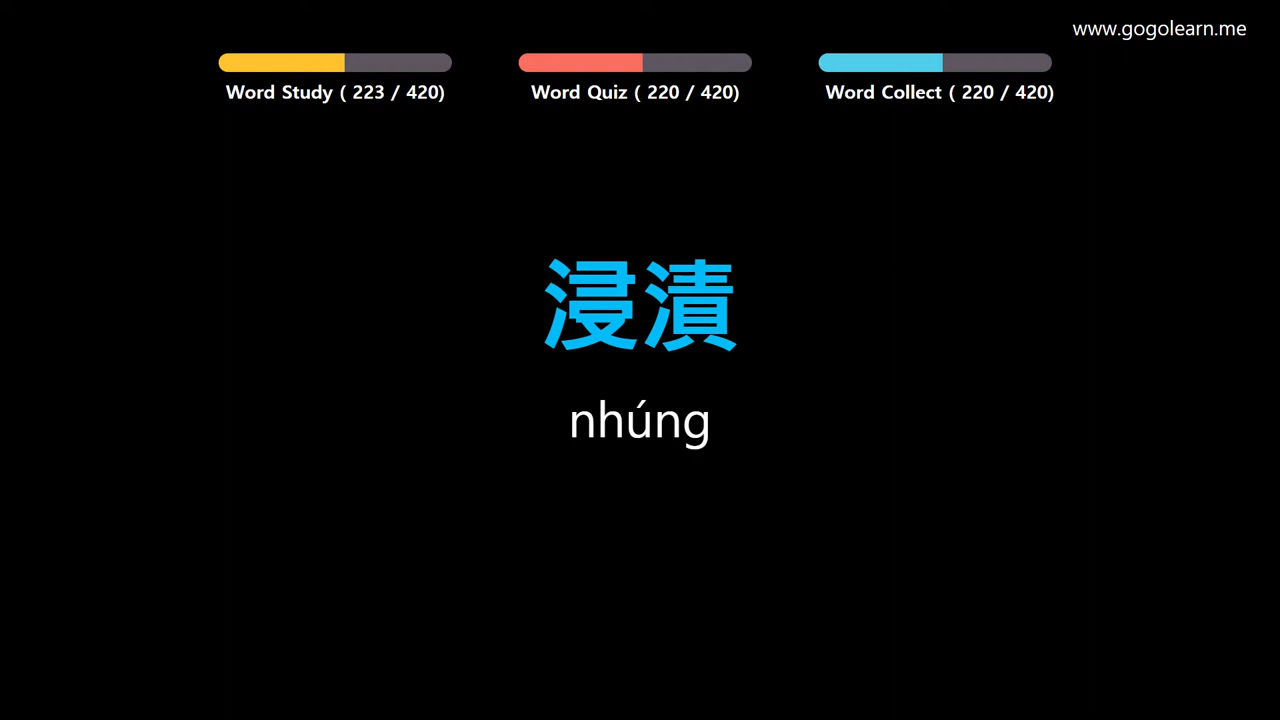 www.gogolearn.me
Word Study ( 223 / 420)
Word Quiz ( 220 / 420)
Word Collect ( 220 / 420)
浸漬
nhúng